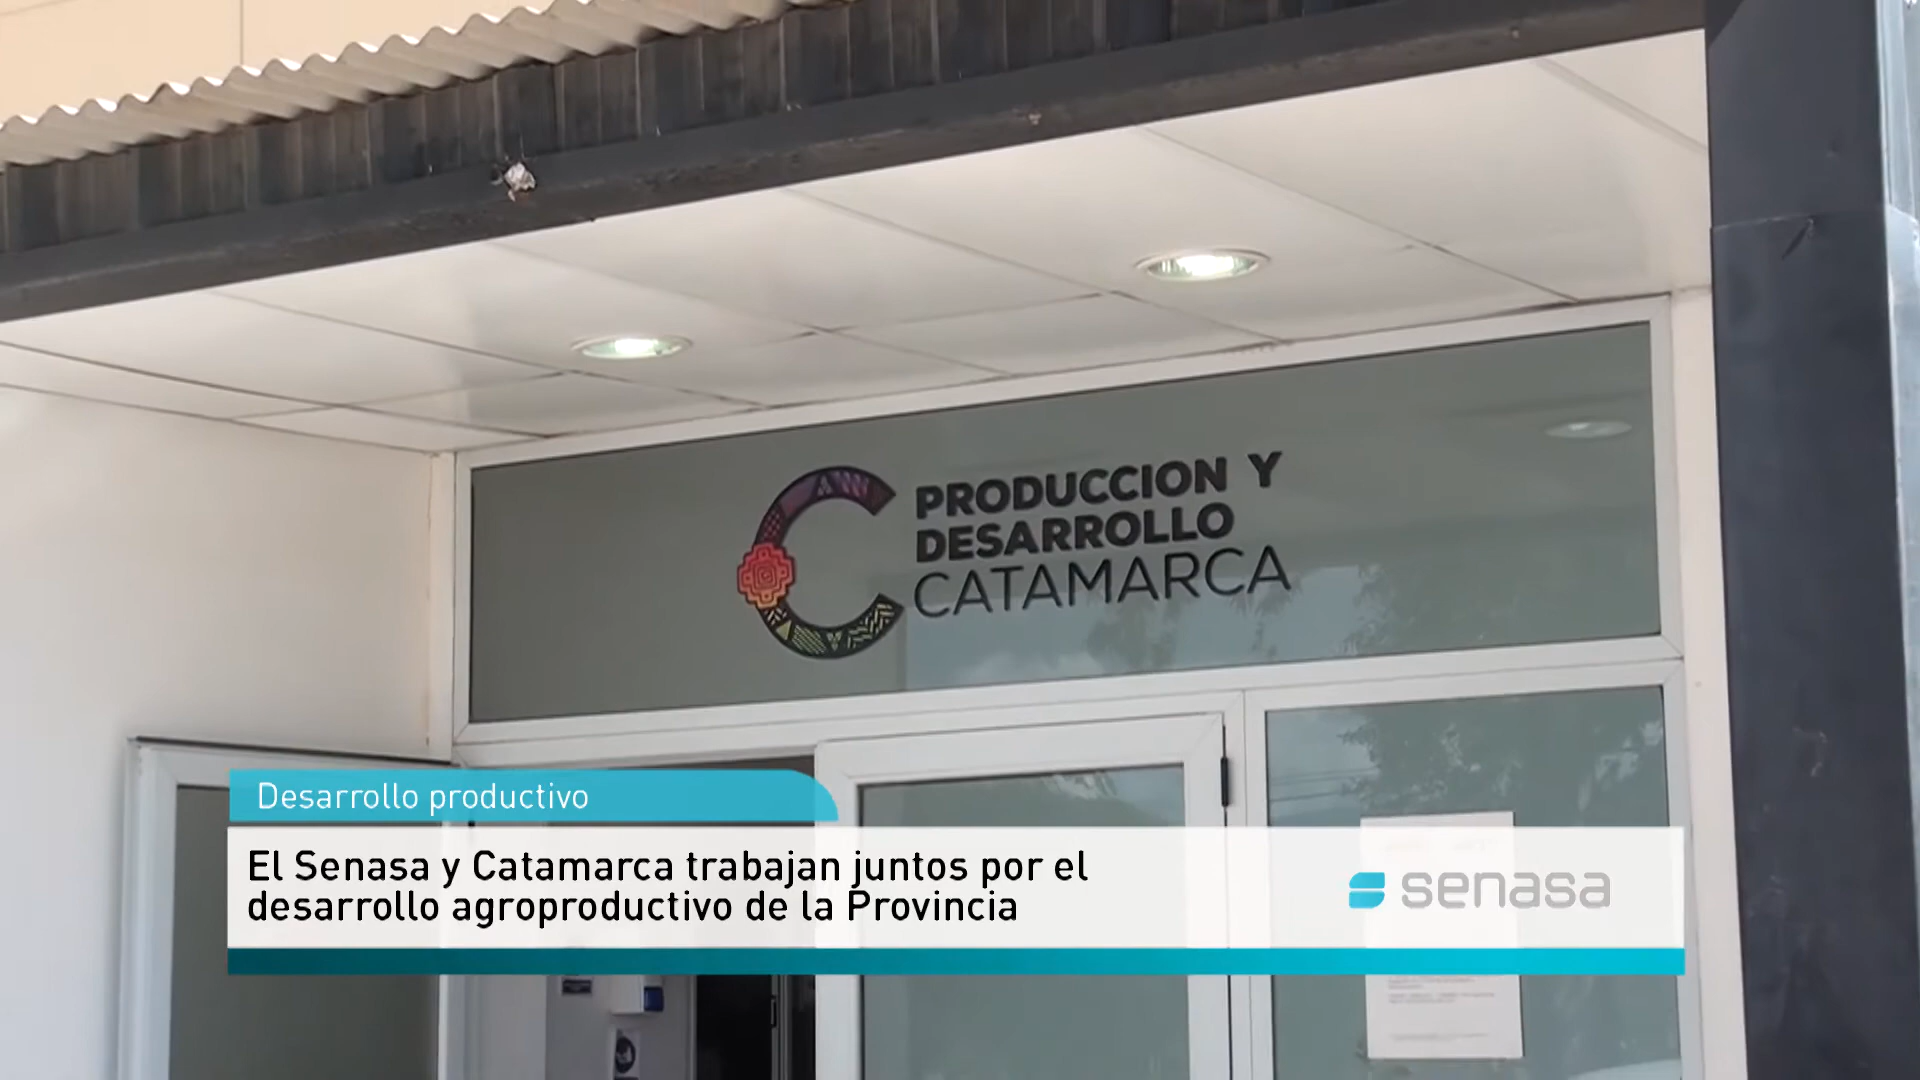 PRODUCCION Y
DESARROLLO
CATAMARCA
Desarrollo productivo
El Senasa y Catamarca trabajan juntos por el
desarrollo agroproductivo de la Provincia
senasa